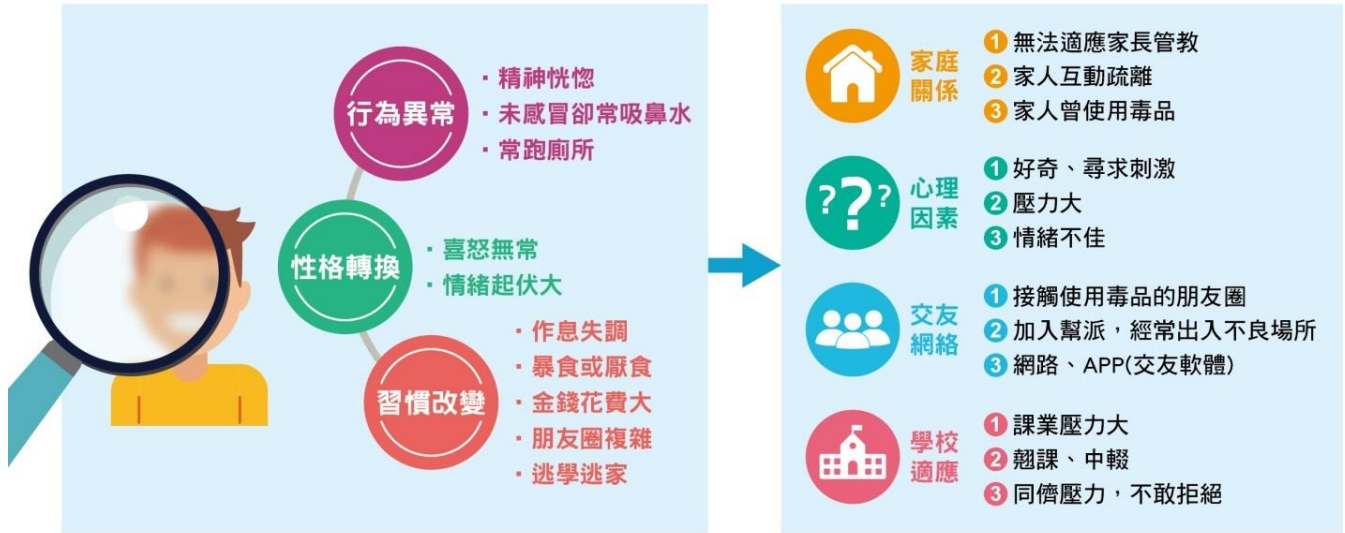 行為異常
・精神恍惚
・未感冒卻常吸鼻水
・常跑廁所
性格轉換
・喜怒無常
・情緒起伏大
習慣改變
・作息失調
・暴食或厭食
・金錢花費大
・朋友圈複雜
・逃學逃家
家庭
關係
1 無法適應家長管教
2 家人互動疏離
3 家人曾使用毒品
???
心理
因素
1 好奇、尋求刺激
2 壓力大
3 情緒不佳
交友
網絡
1 接觸使用毒品的朋友圈
2 加入幫派，經常出入不良場所
3 網路、APP(交友軟體)
學校
適應
1 課業壓力大
2 翹課、中輟
3 同儕壓力，不敢拒絕